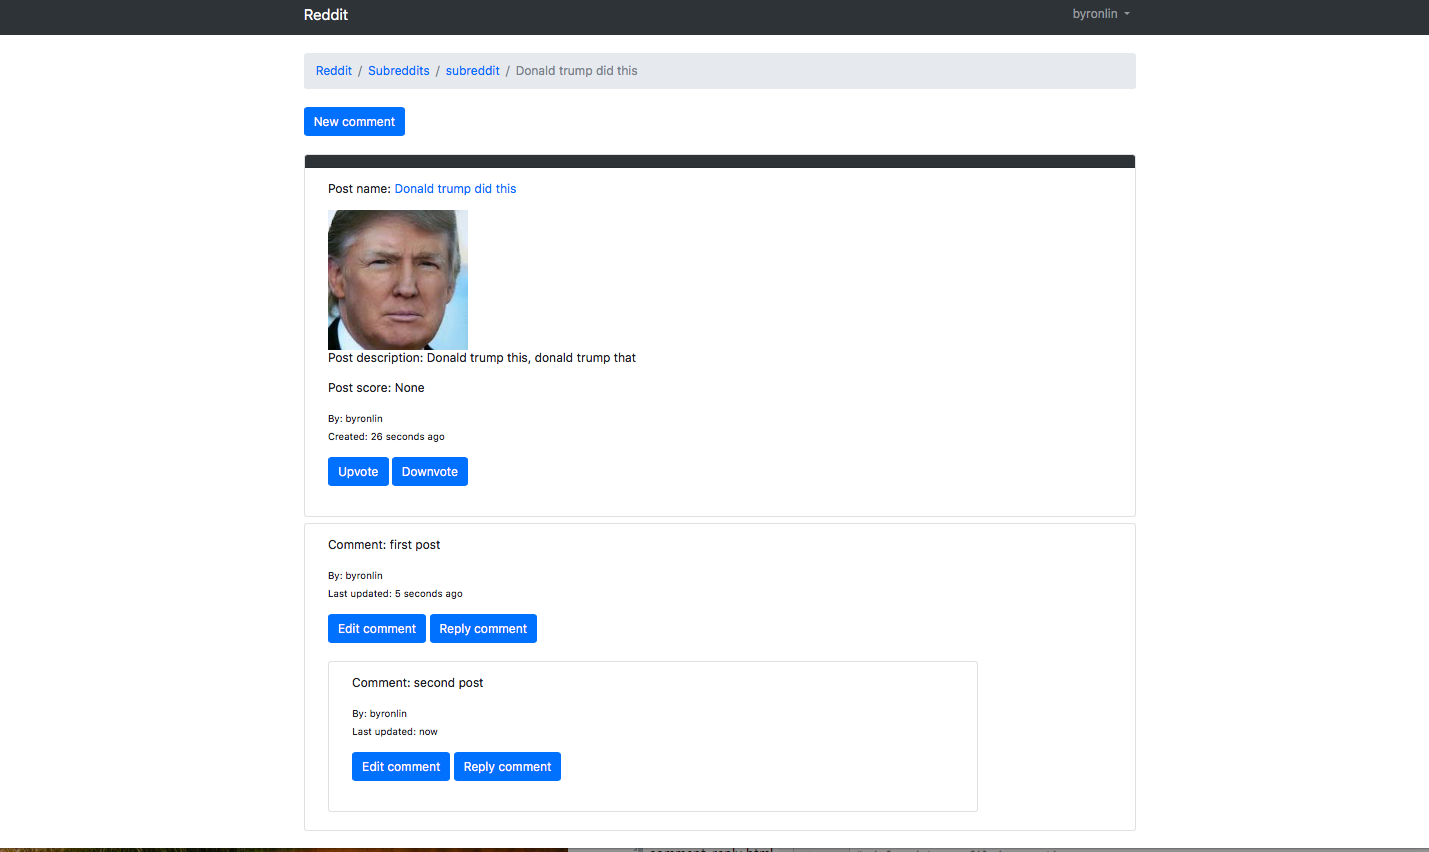 Reddit byronlin
Reddit / Subreddits / subreddit / Donald trump did this
New comment
Post name: Donald trump did this
Post description: Donald trump this, donald trump that
Post score: None
By: byronlin
Created: 26 seconds ago
Upvote Downvote
Comment: first post
By: byronlin
Last updated: 5 seconds ago
Edit comment Reply comment
Comment: second post
By: byronlin
Last updated: now
Edit comment Reply comment
comment_reply.html